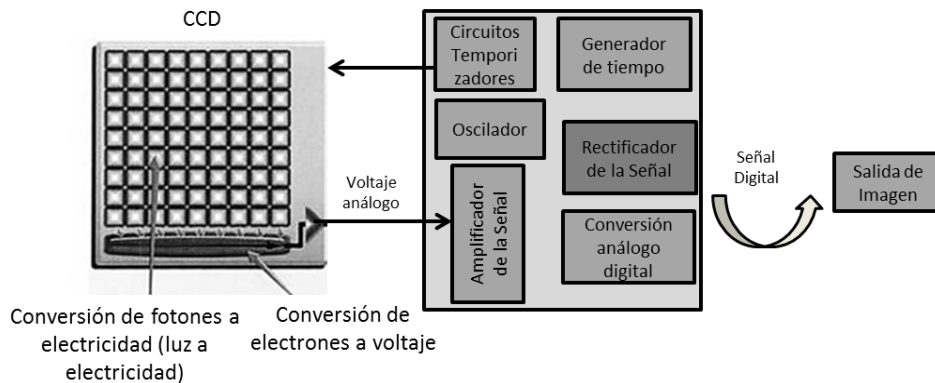 CCD
Circuitos
Tempori
zadores
Generador
de tiempo
Oscilador
Rectificador
de la Señal
Voltaje
análogo
Amplificador
de la Señal
Conversión
análogo
digital
Señal
Digital
Salida de
Imagen
Conversión de fotones a
electricidad (luz a
electricidad)
Conversión de
electrones a voltaje